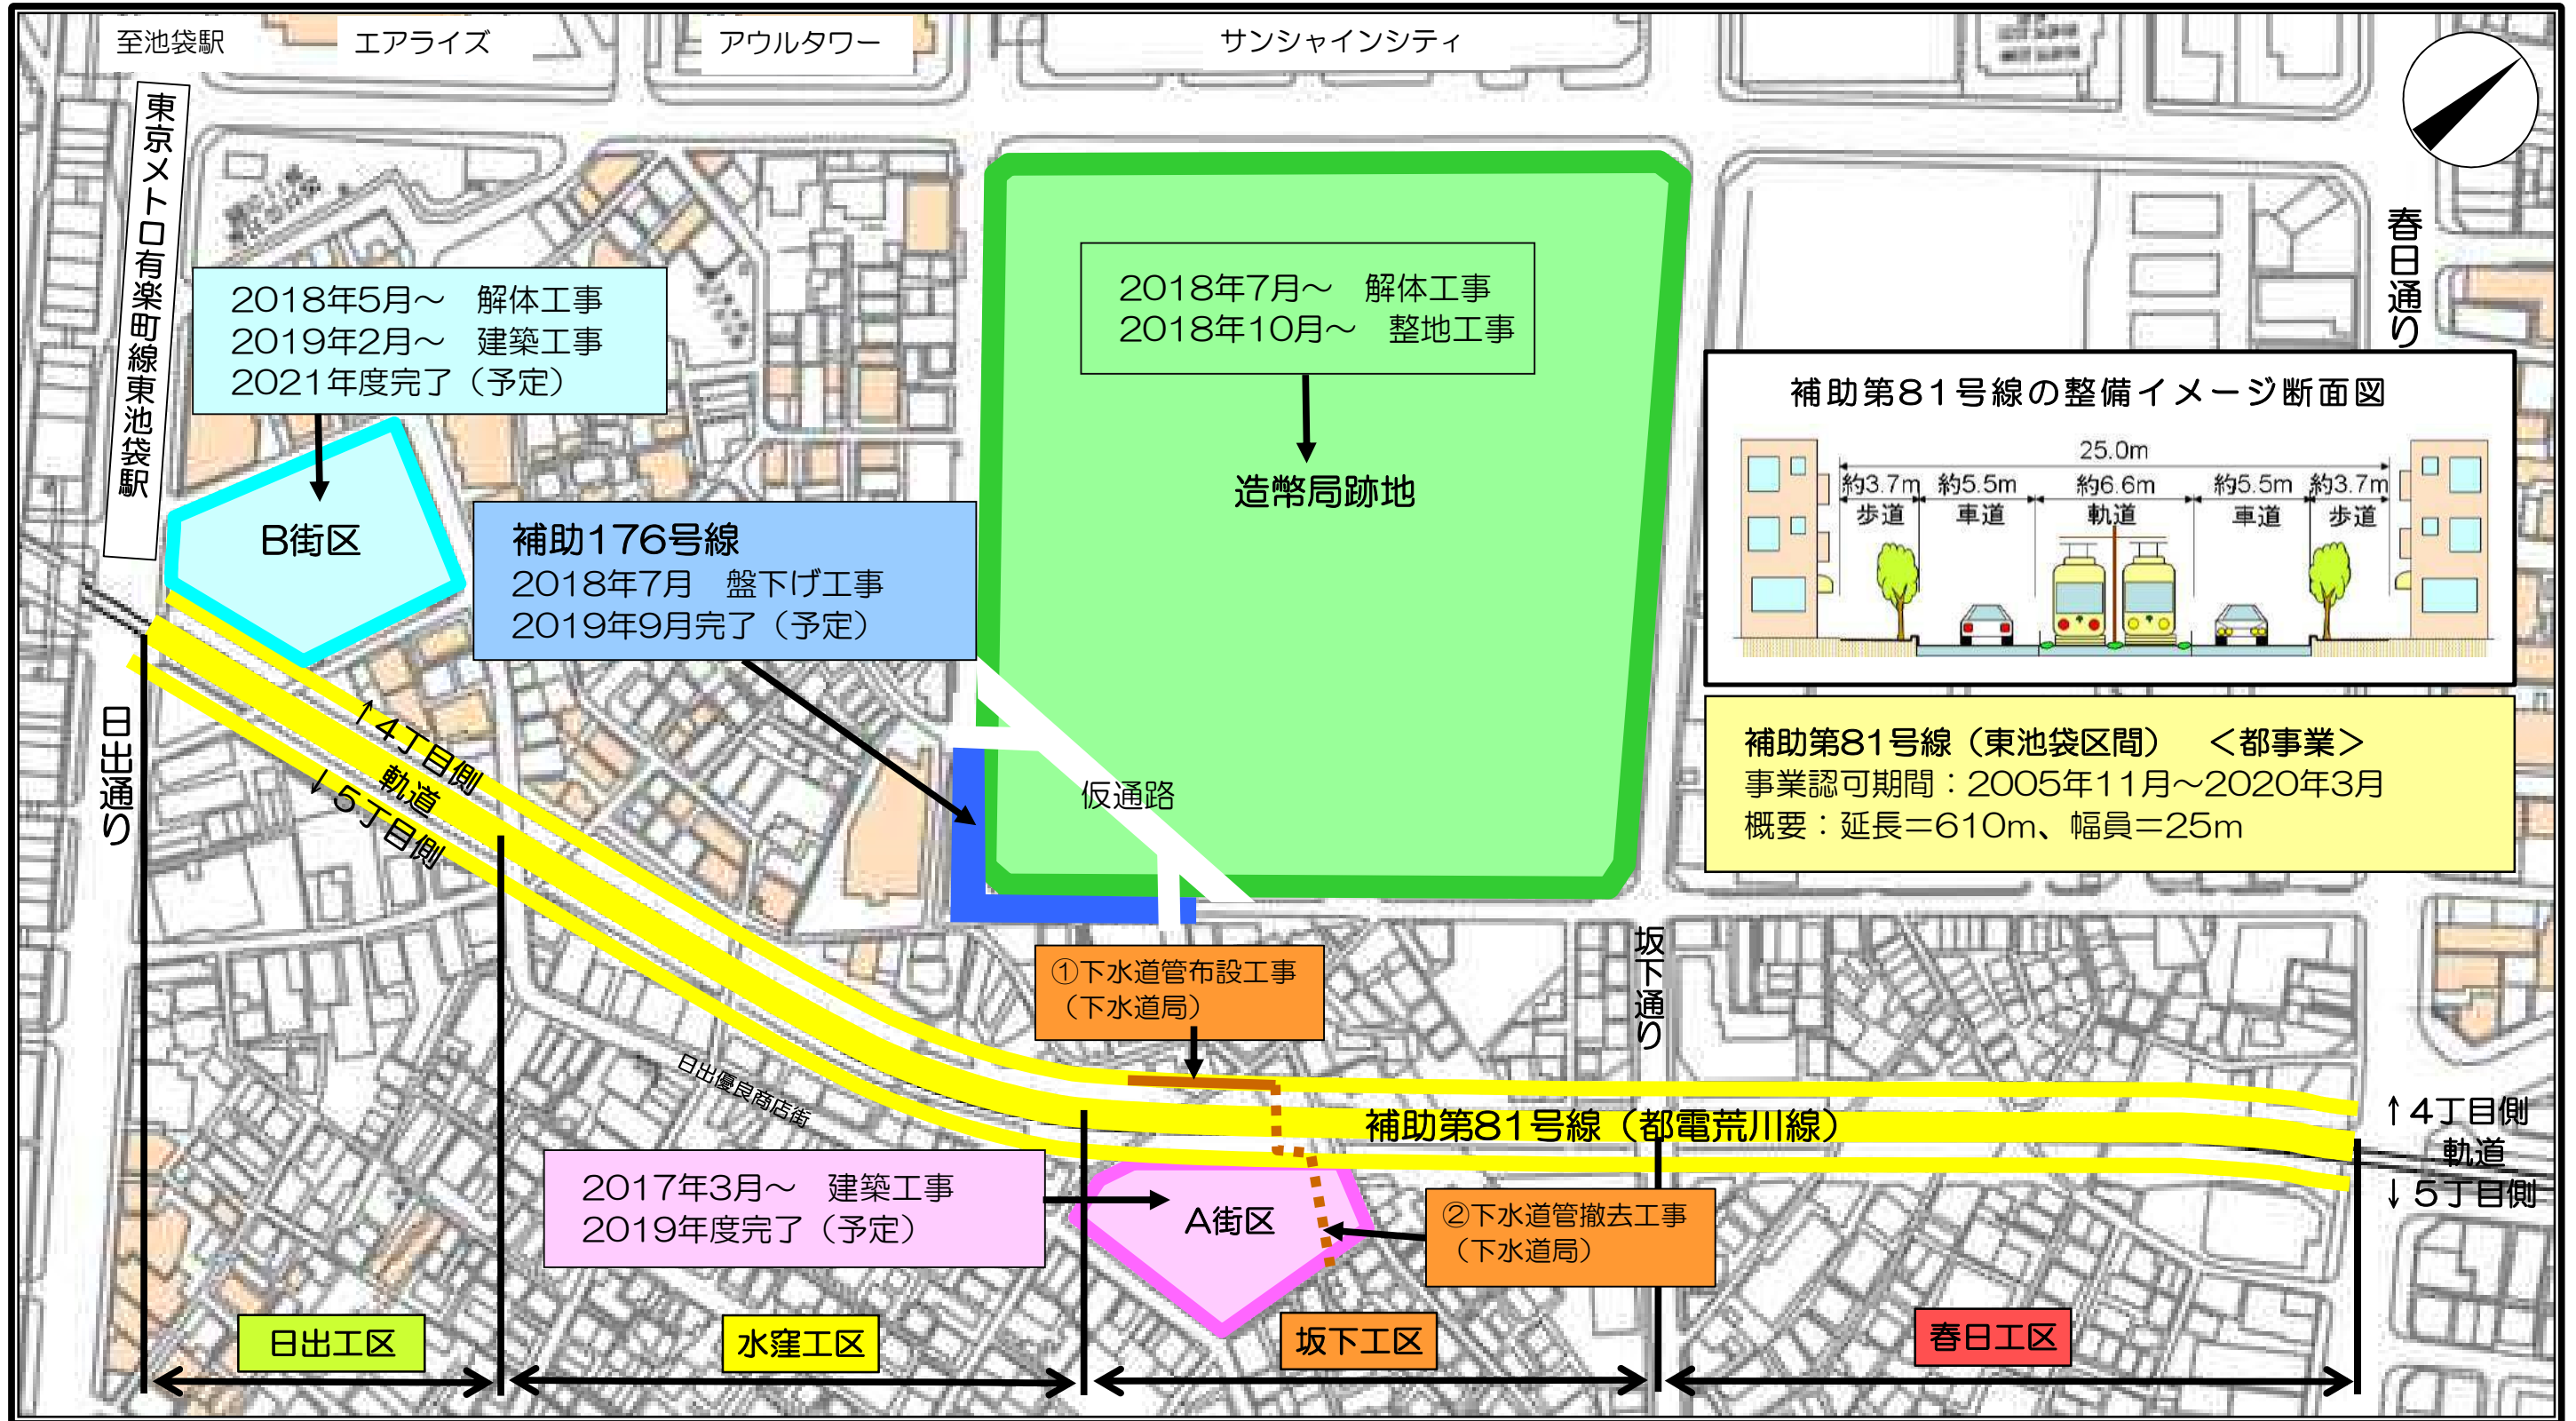 至池袋駅
エアライズ
アウルタワー
サンシャインシティ
東京メトロ有楽町線東池袋駅
春日通り
2018年5月～　解体工事
2019年2月～　建築工事
2021年度完了（予定）
B街区
2018年7月～　解体工事
2018年10月～　整地工事
造幣局跡地
補助第81号線の整備イメージ断面図
25.0m
約3.7m 約5.5m 約6.6m 約5.5m 約3.7m
歩道 車道 軌道 車道 歩道
補助176号線
2018年7月　盤下げ工事
2019年9月完了（予定）
補助第81号線（東池袋区間）　＜都事業＞
事業認可期間：2005年11月～2020年3月
概要：延長＝610m、幅員＝25m
日出通り
↑4丁目側
軌道
↓5丁目側
仮通路
坂下通り
①下水道管布設工事
（下水道局）
日出優良商店街
補助第81号線（都電荒川線）
↑4丁目側
軌道
↓5丁目側
2017年3月～　建築工事
2019年度完了（予定）
A街区
②下水道管撤去工事
（下水道局）
日出工区
水窪工区
坂下工区
春日工区